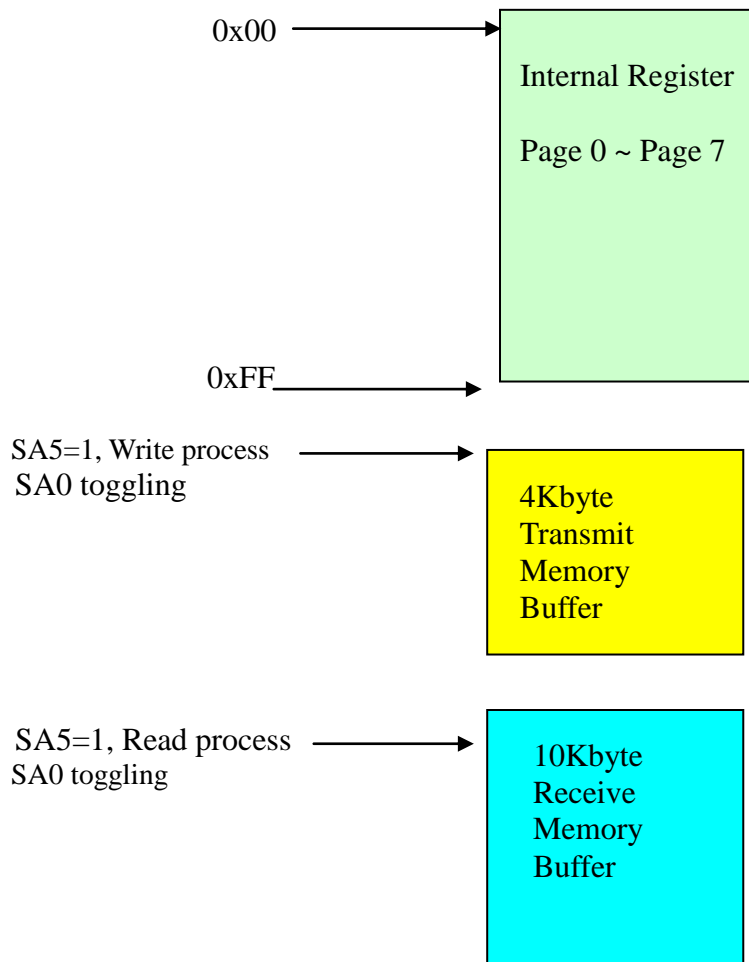 0x00
Internal Register
Page 0 ~ Page 7
0xFF
SA5=1, Write process
SA0 toggling
4Kbyte
Transmit
Memory
Buffer
SA5=1, Read process
SA0 toggling
10Kbyte
Receive
Memory
Buffer